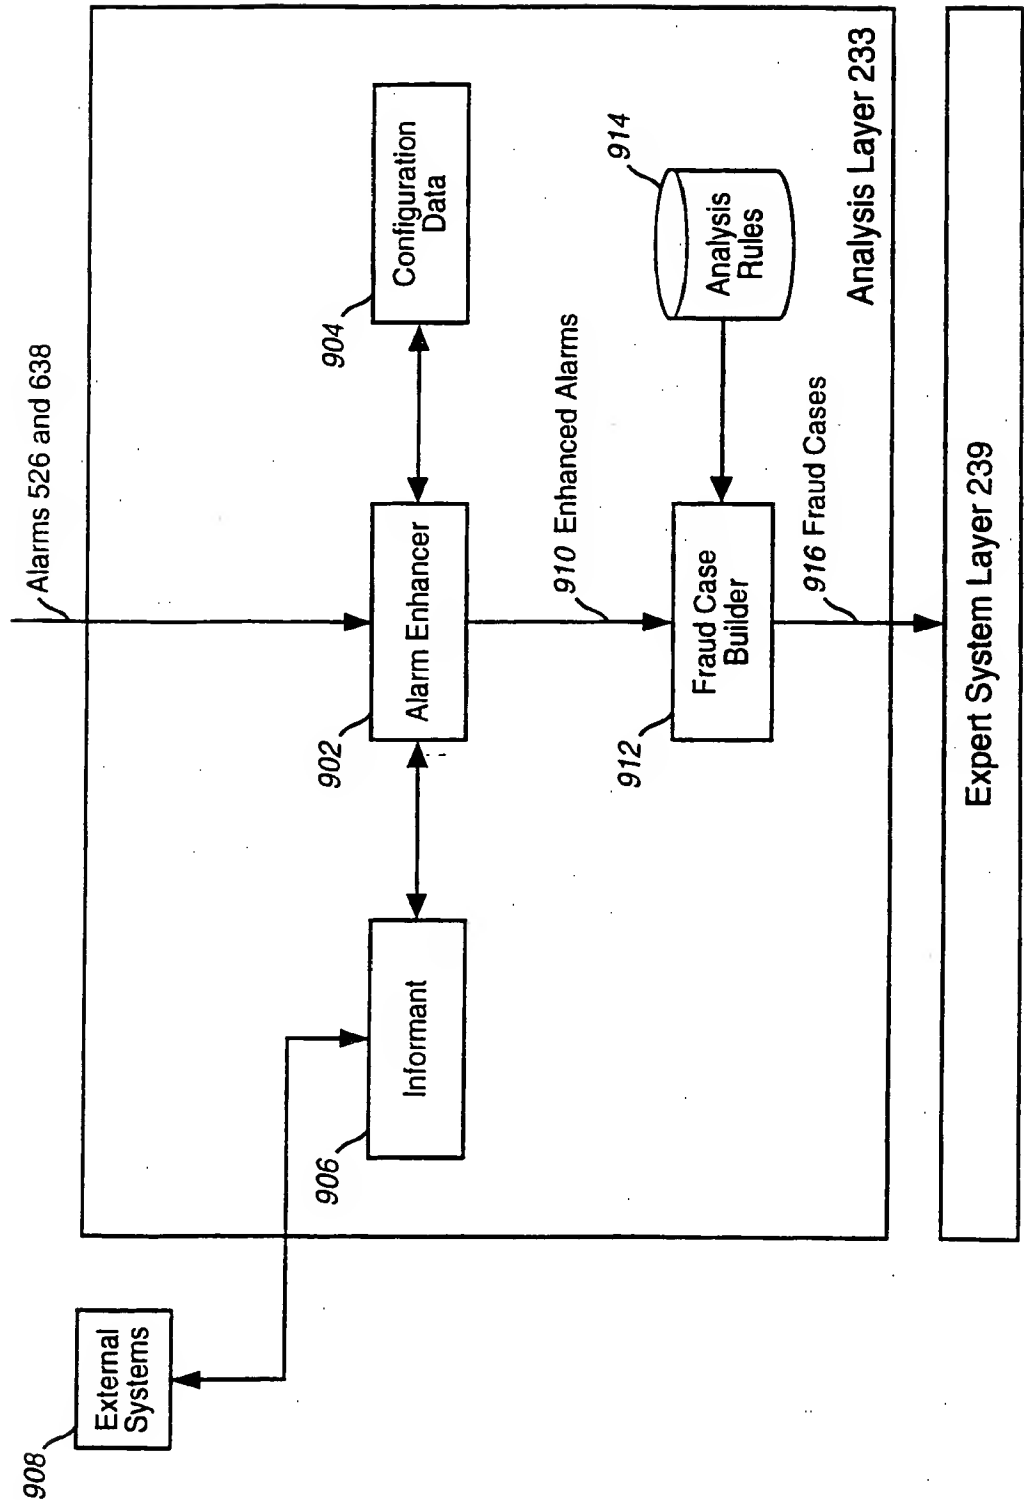 Alarms 526 and 638
908
External
Systems
906
Informant
902
Alarm Enhancer
904
Configuration
Data
910 Enhanced Alarms
912
Fraud Case
Builder
914
Analysis
Rules
916 Fraud Cases
Analysis Layer 233
Expert System Layer 239